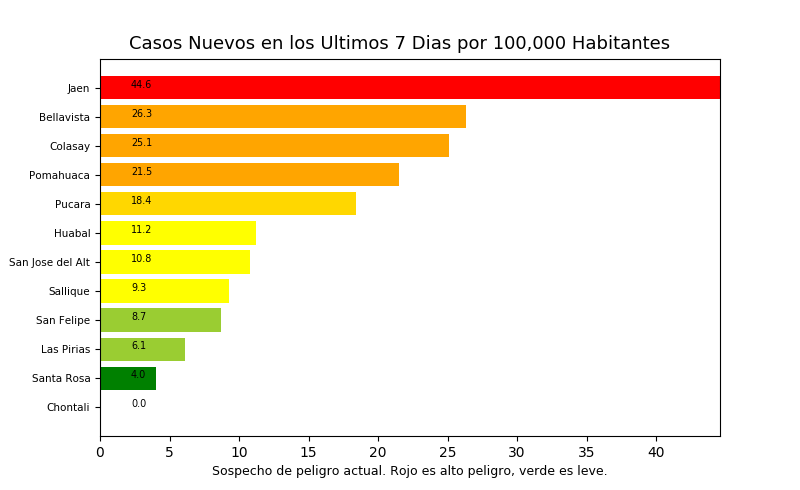 Casos Nuevos en los Ultimos 7 Dias por 100,000 Habitantes
Jaen 44.6
Bellavista 26.3
Colasay 25.1
Pomahuaca 21.5
Pucara 18.4
Huabal 11.2
San Jose del Alt 10.8
Sallique 9.3
San Felipe 8.7
Las Pirias 6.1
Santa Rosa 4.0
Chontali 0.0
0 5 10 15 20 25 30 35 40
Sospecho de peligro actual. Rojo es alto peligro, verde es leve.